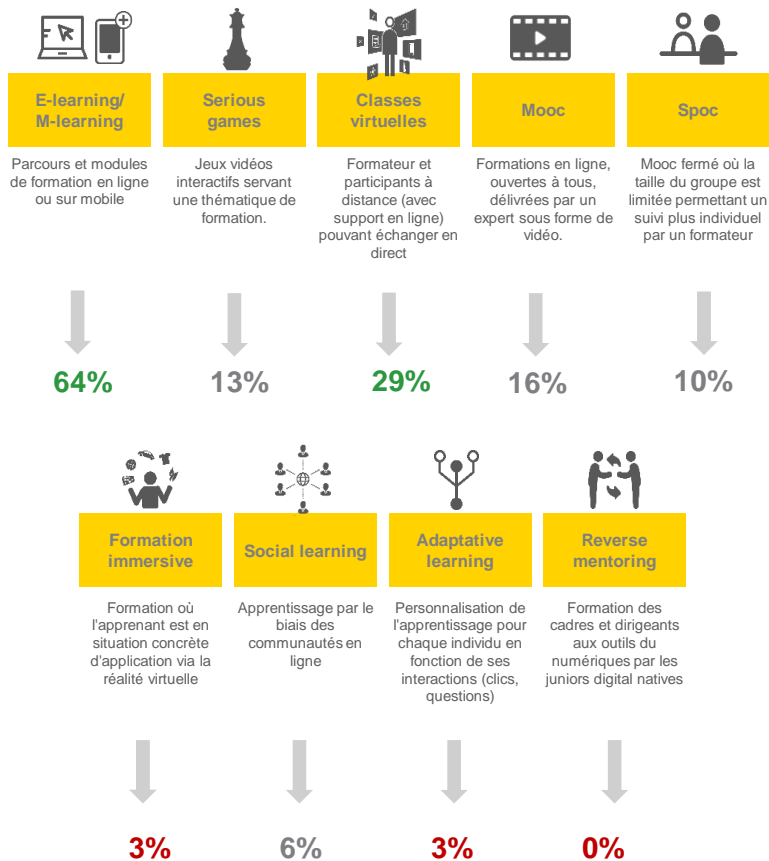 E-learning/
M-learning
Parcours et modules
de formation en ligne
ou sur mobile
64%
Serious
games
Jeux vidéos
interactifs servant
une thématique de
formation.
13%
Classes
virtuelles
Formateur et
participants à
distance (avec
support en ligne)
pouvant échanger en
direct
29%
Mooc
Formations en ligne,
ouvertes à tous,
délivrées par un
expert sous forme de
vidéo.
16%
Spoc
Mooc fermé où la
taille du groupe est
limitée permettant un
suivi plus individuel
par un formateur
10%
Formation
immersive
Formation où
l'apprenant est en
situation concrète
d'application via la
réalité virtuelle
3%
Social learning
Apprentissage par le
biais des
communautés en
ligne
6%
Adaptative
learning
Personnalisation de
l'apprentissage pour
chaque individu en
fonction de ses
interactions (clics,
questions)
3%
Reverse
mentoring
Formation des
cadres et dirigeants
aux outils du
numériques par les
juniors digital natives
0%